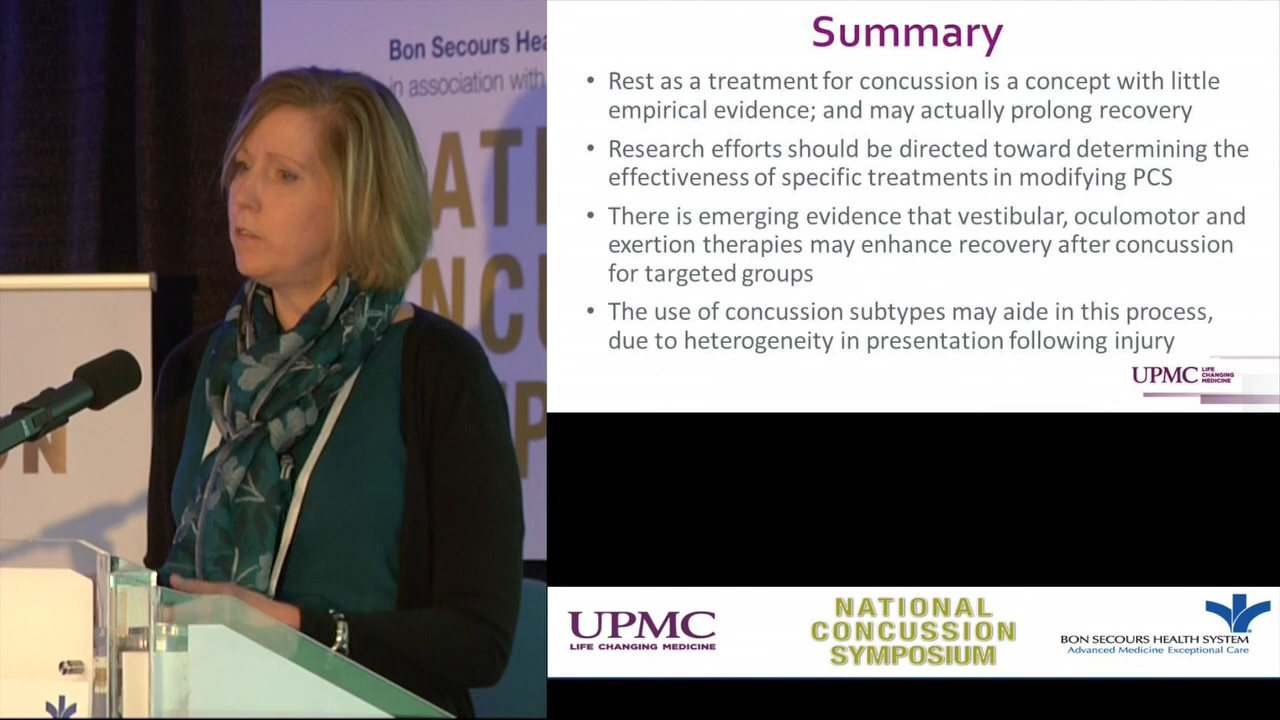 Bon Secours Hea
in association with
ATI
NCU
Summary
• Rest as a treatment for concussion is a concept with little
empirical evidence; and may actually prolong recovery
• Research efforts should be directed toward determining the
effectiveness of specific treatments in modifying PCS
• There is emerging evidence that vestibular, oculomotor and
exertion therapies may enhance recovery after concussion
for targeted groups
• The use of concussion subtypes may aide in this process,
due to heterogeneity in presentation following injury
UPMC LIFE
CHANGING
MEDICINE
UPMC
LIFE CHANGING MEDICINE
NATIONAL
CONCUSSION
SYMPOSIUM
BON SECOURS HEALTH SYSTEM
Advanced Medicine Exceptional Care